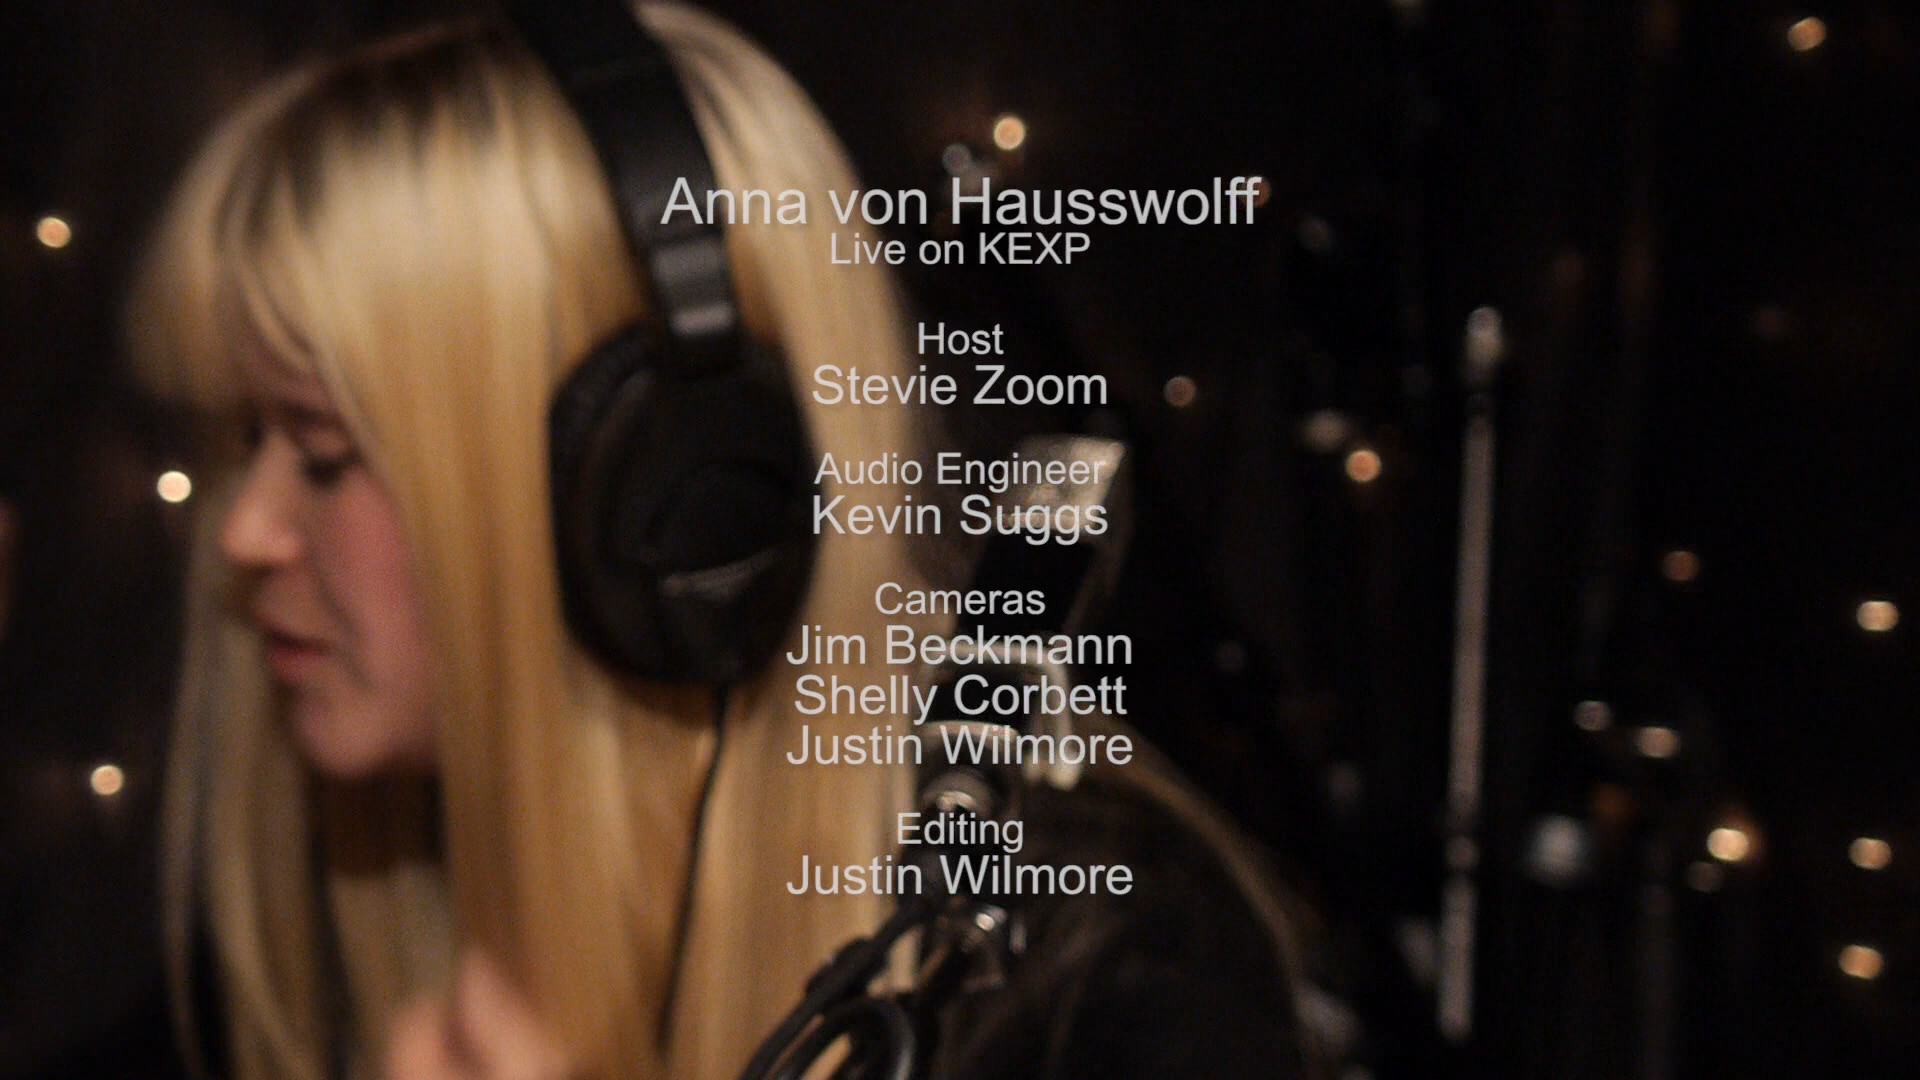 Anna von Hausswolff
Live on KEXP
Host
Stevie Zoom
Audio Engineer
Kevin Suggs
Cameras
Jim Beckmann
Shelly Corbett
Justin Wilmore
Editing
Justin Wilmore